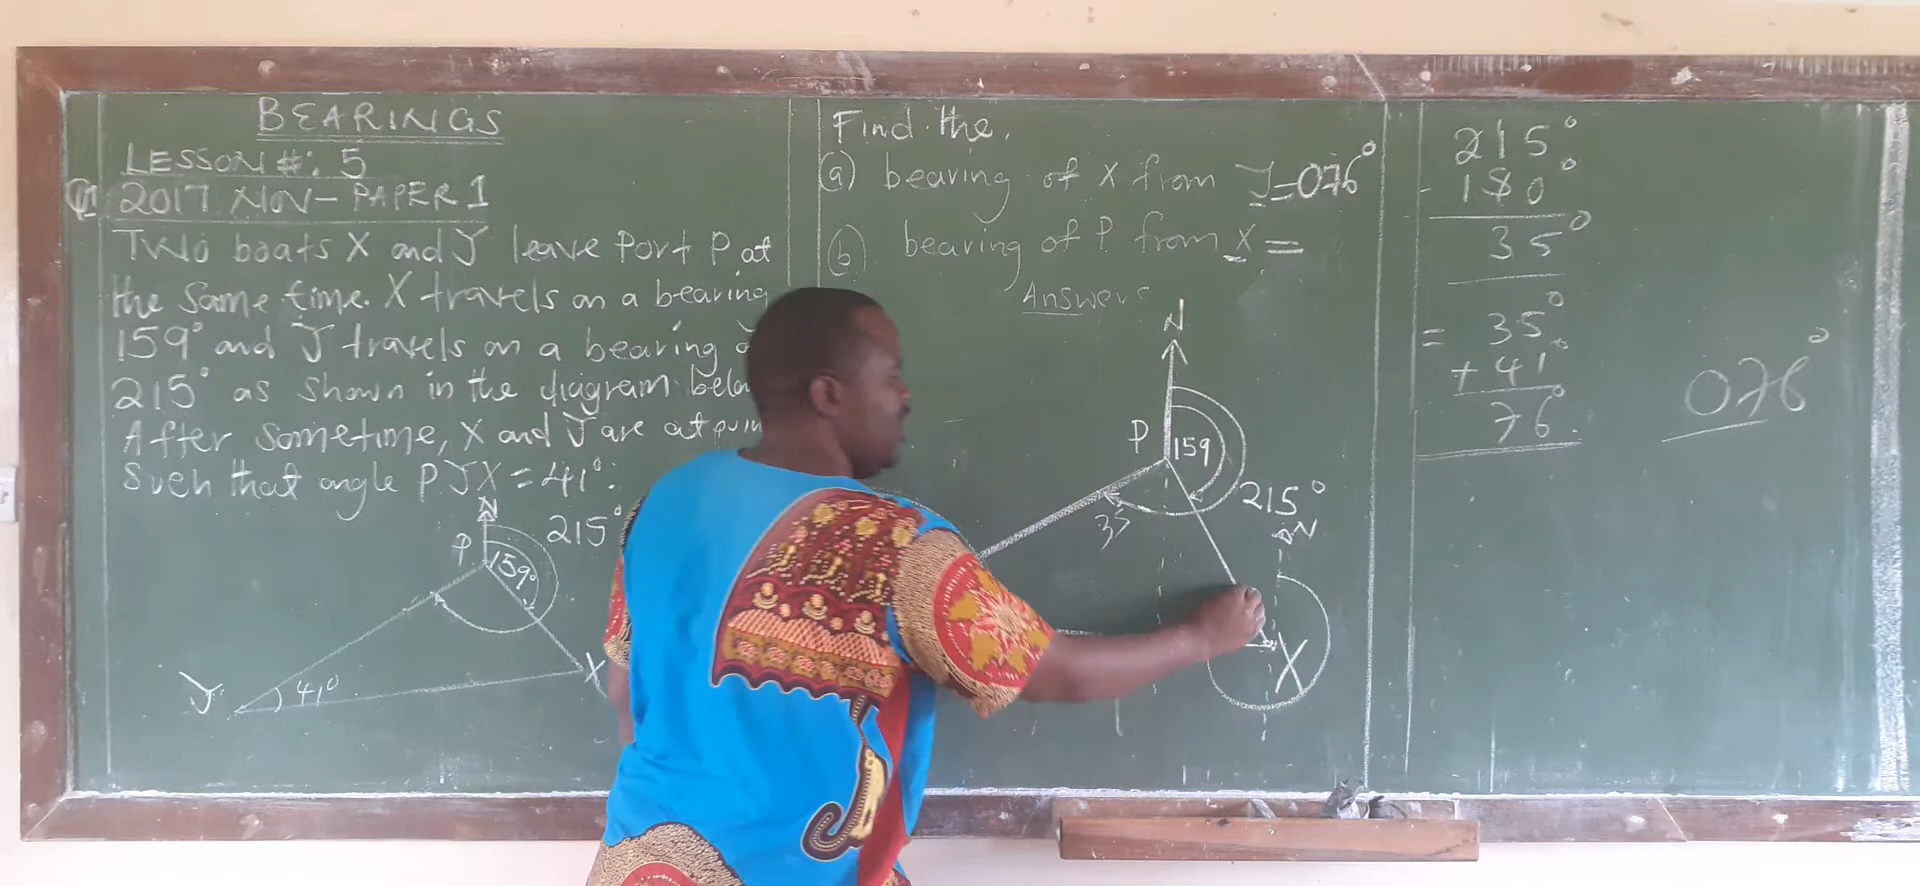 BEARINGS
LESSON #: 5
Q1 2017 NOV - PAPER 1
Two boats X and J leave Port P at
the same time. X travels on a bearing
159° and J travels on a bearing
215° as shown in the diagram
After sometime, X and J are at
Such that angle PJX = 41°:
N
P
215°
159°
J
41°
X
Find the,
(a) bearing of X from J = 076°
(b) bearing of P from X =
Answers
N
P
159
215°
35
N
X
215°
- 180°
35°
= 35°
+ 41°
76°
076°